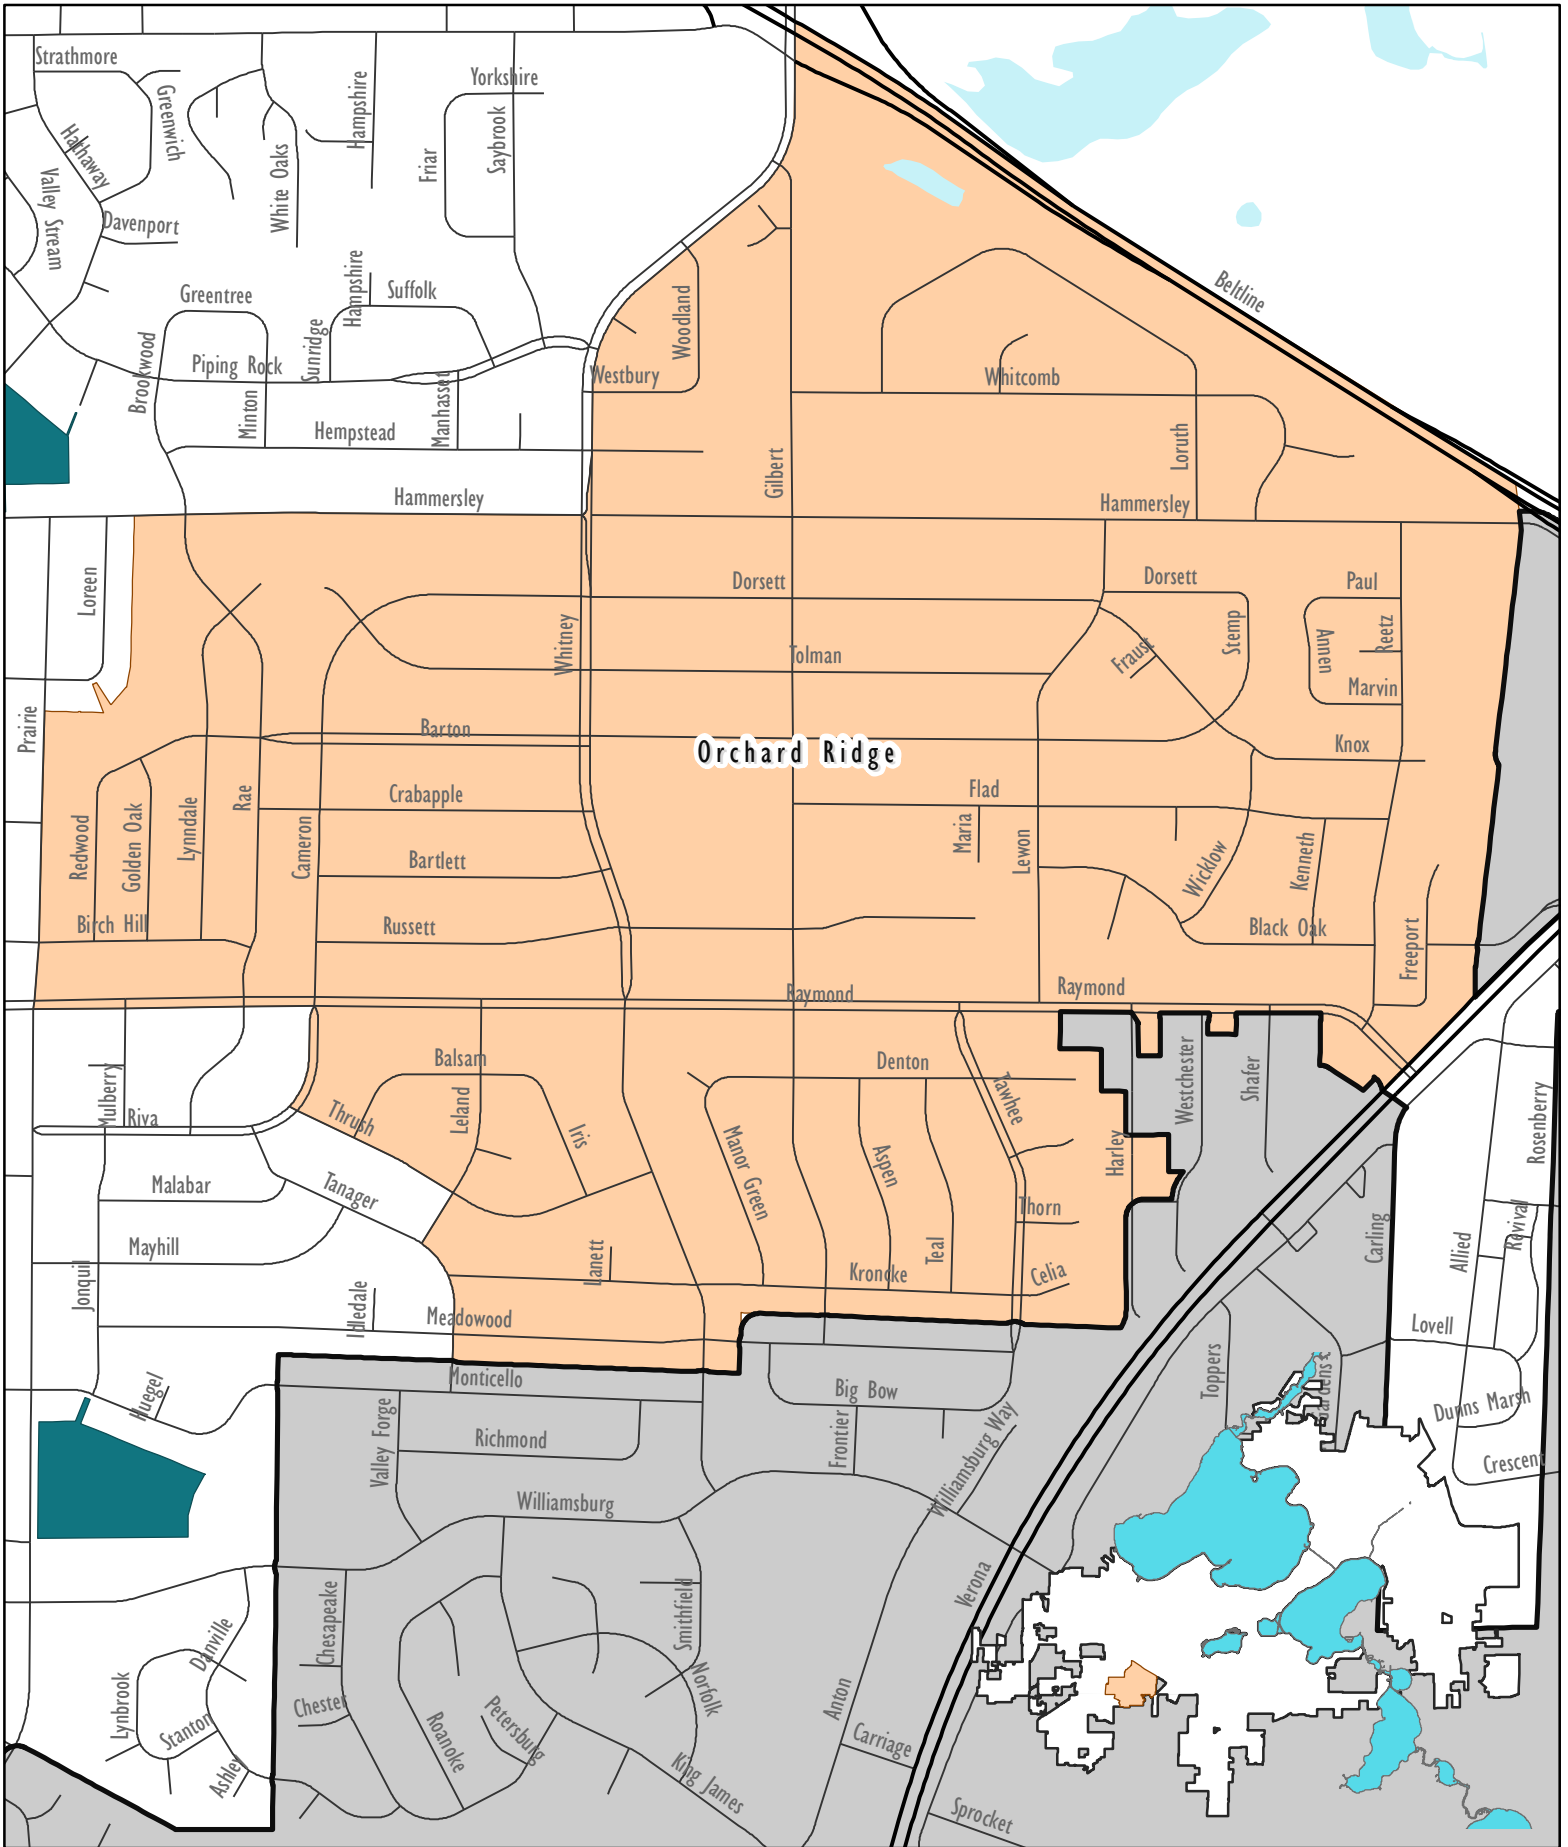 Strathmore
Yorkshire
Greenwich
Hampshire
Saybrook
Hathaway
White Oaks
Friar
Valley Stream
Davenport
Beltline
Hampshire
Greentree
Suffolk
Woodland
Sunridge
Brookwood
Piping Rock
Westbury
Whitcomb
Minton
Manhasset
Hempstead
Loruth
Gilbert
Hammersley
Hammersley
Loreen
Dorsett
Dorsett
Paul
Whitney
Stemp
Reetz
Annen
Fraust
Tolman
Marvin
Prairie
Barton
Orchard Ridge
Knox
Flad
Crabapple
Rae
Redwood
Golden Oak
Lynndale
Cameron
Maria
Lewon
Bartlett
Wicklow
Kenneth
Birch Hill
Russett
Black Oak
Freeport
Raymond
Raymond
Balsam
Denton
Mulberry
Leland
Tawhee
Westchester
Shafer
Riva
Thrush
Iris
Rosenberry
Manor Green
Aspen
Harley
Malabar
Tanager
Thorn
Carling
Revival
Allied
Mayhill
Teal
Lanett
Kroncke
Celia
Jonquil
Idledale
Meadowood
Lovell
Toppers
Monticello
Big Bow
Gardens
Huegel
Dunns Marsh
Valley Forge
Richmond
Frontier
Williamsburg Way
Crescent
Williamsburg
Verona
Chesapeake
Smithfield
Danville
Norfolk
Lynbrook
Chester
Stanton
Petersburg
Roanoke
Anton
Carriage
Ashley
King James
Sprocket